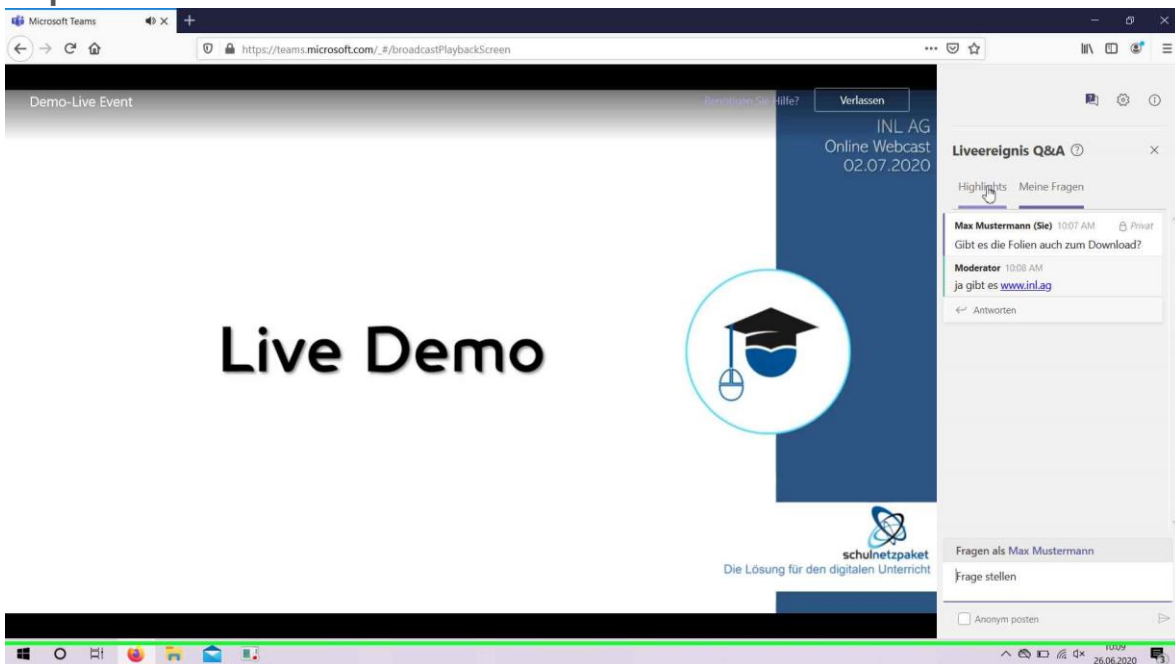 Microsoft Teams
https://teams.microsoft.com/_#/broadcastPlaybackScreen
Demo-Live Event
Benötigen Sie Hilfe?
Verlassen
INL AG
Online Webcast
02.07.2020
Live Demo
schulnetzpaket
Die Lösung für den digitalen Unterricht
Liveereignis Q&A
Highlights Meine Fragen
Max Mustermann (Sie) 10:07 AM Privat
Gibt es die Folien auch zum Download?
Moderator 10:08 AM
ja gibt es www.inl.ag
Antworten
Fragen als Max Mustermann
Frage stellen
Anonym posten
10:09
26.06.2020